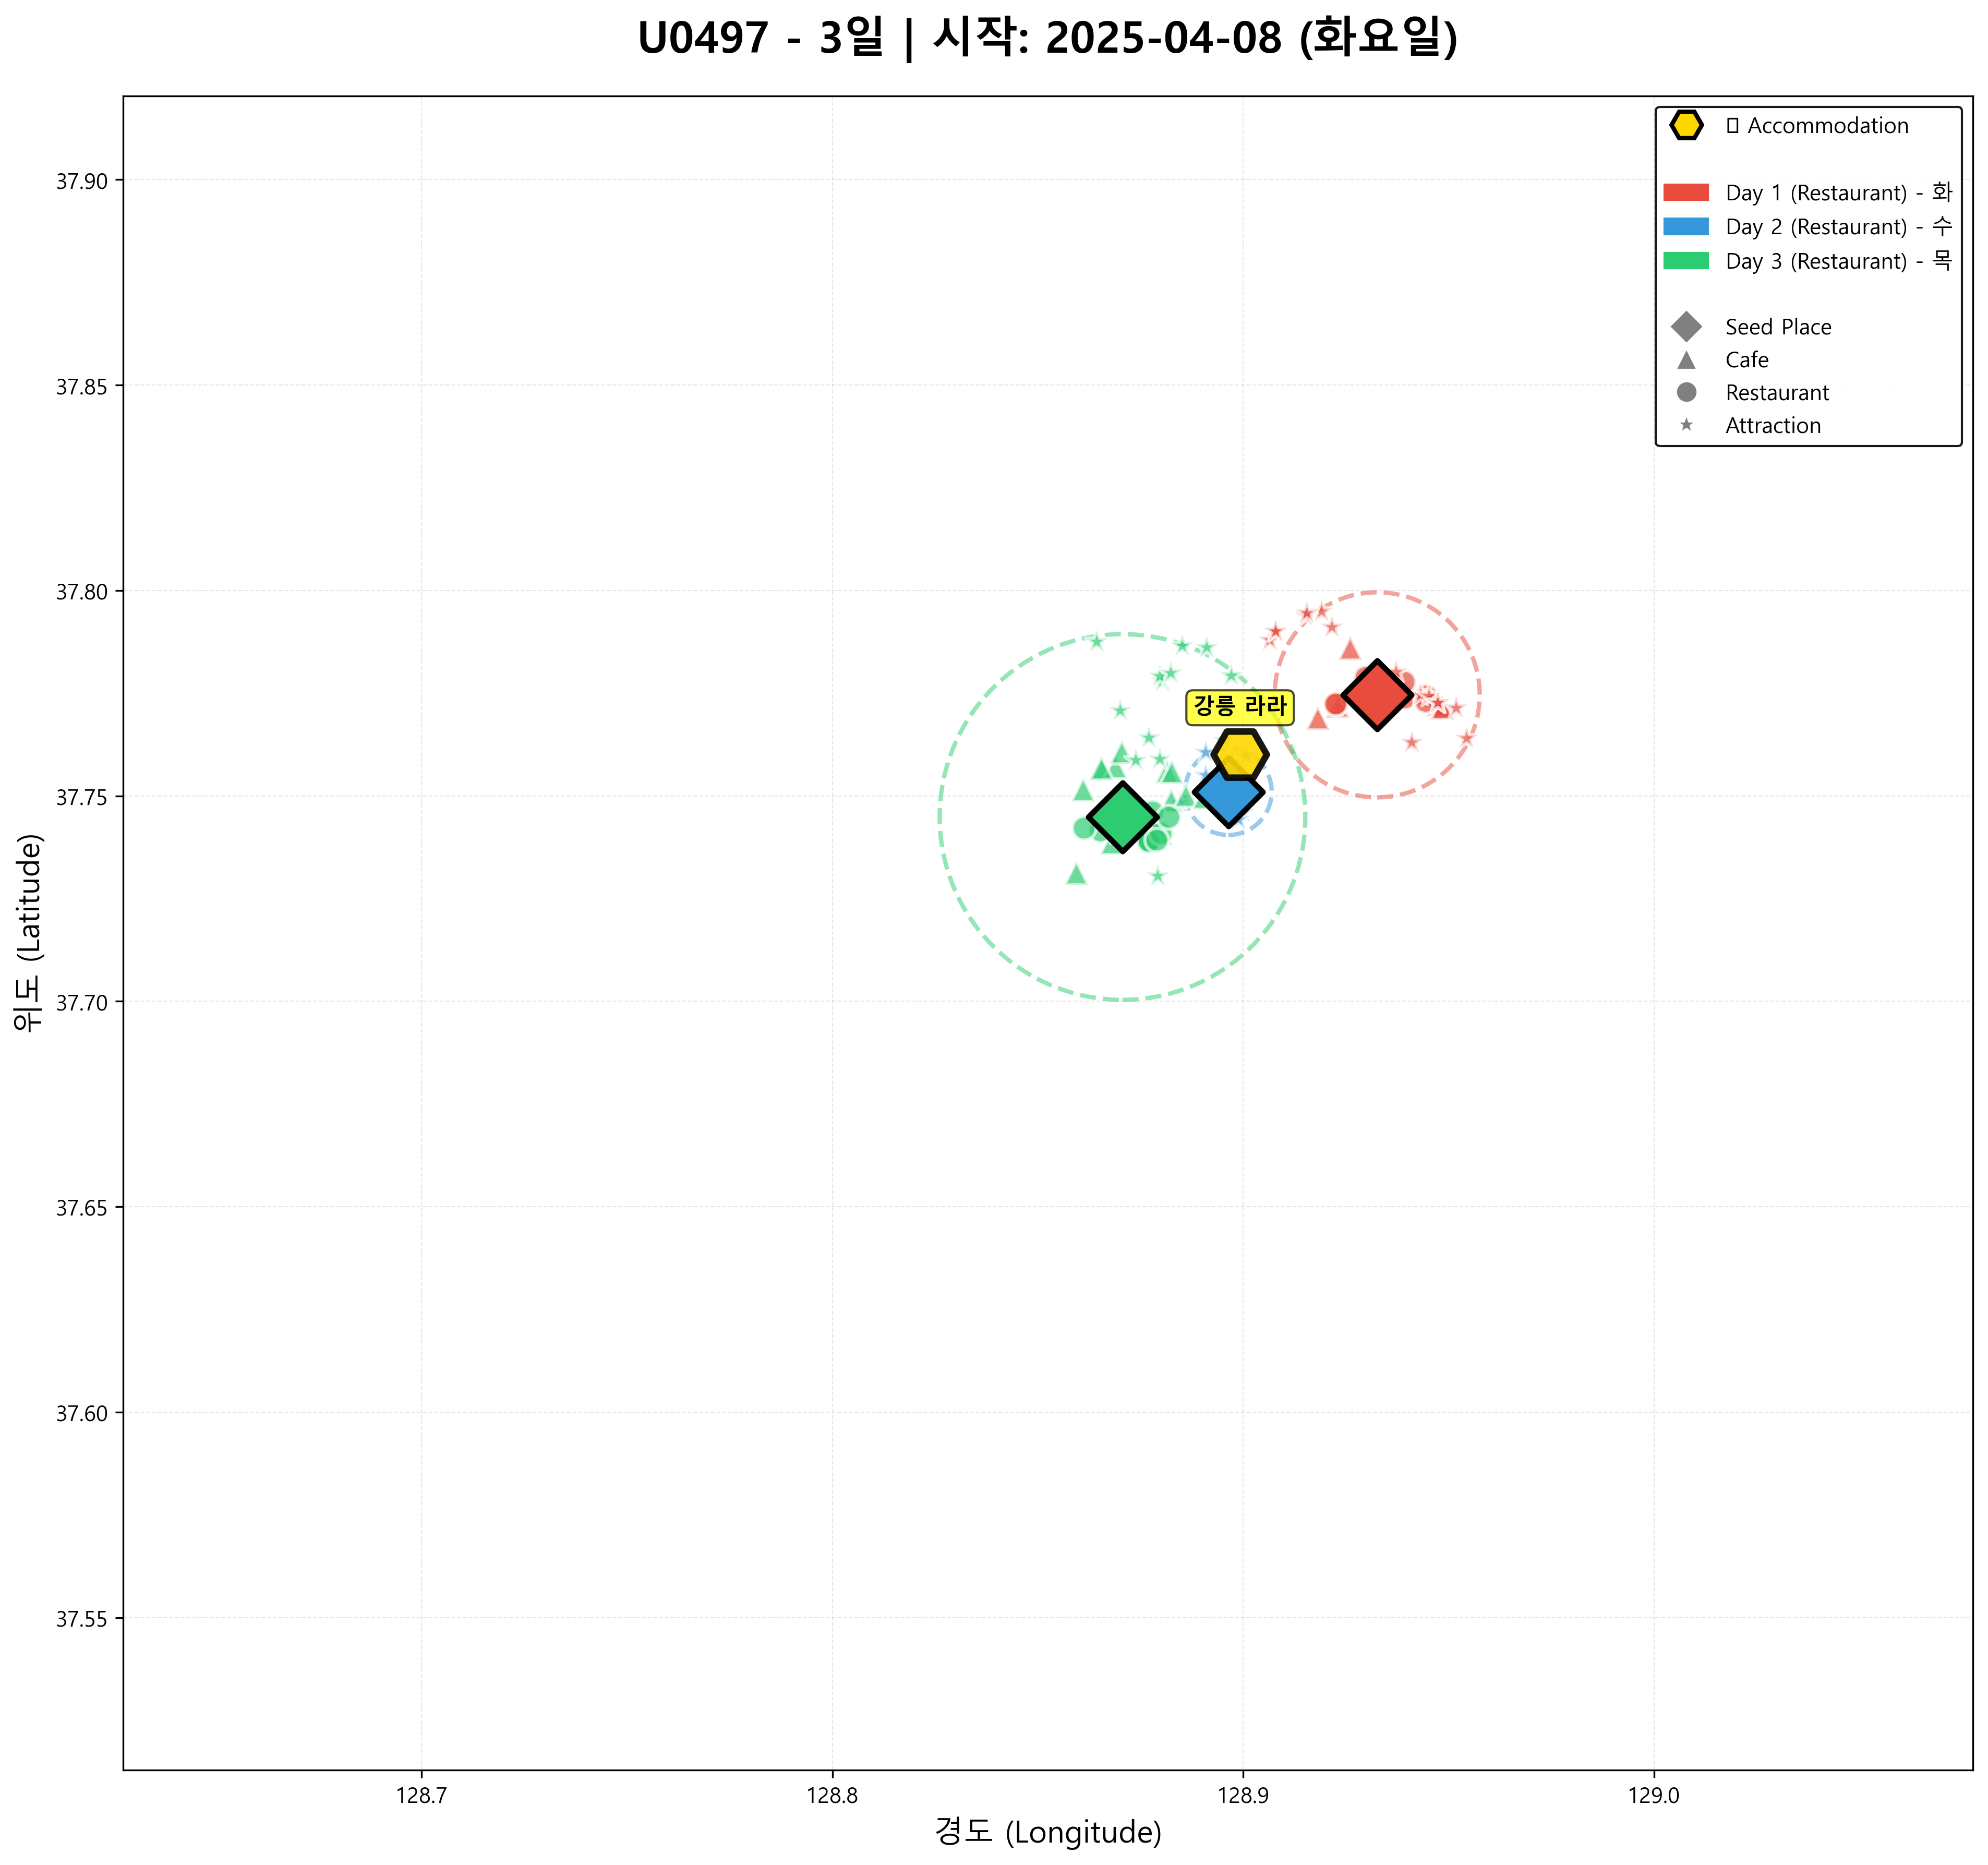 U0497 - 3일 | 시작: 2025-04-08 (화요일)
Accommodation
Day 1 (Restaurant) - 화
Day 2 (Restaurant) - 수
Day 3 (Restaurant) - 목
Seed Place
Cafe
Restaurant
Attraction
강릉 라라
37.90
37.85
37.80
37.75
37.70
37.65
37.60
37.55
위도 (Latitude)
128.7
128.8
128.9
129.0
경도 (Longitude)